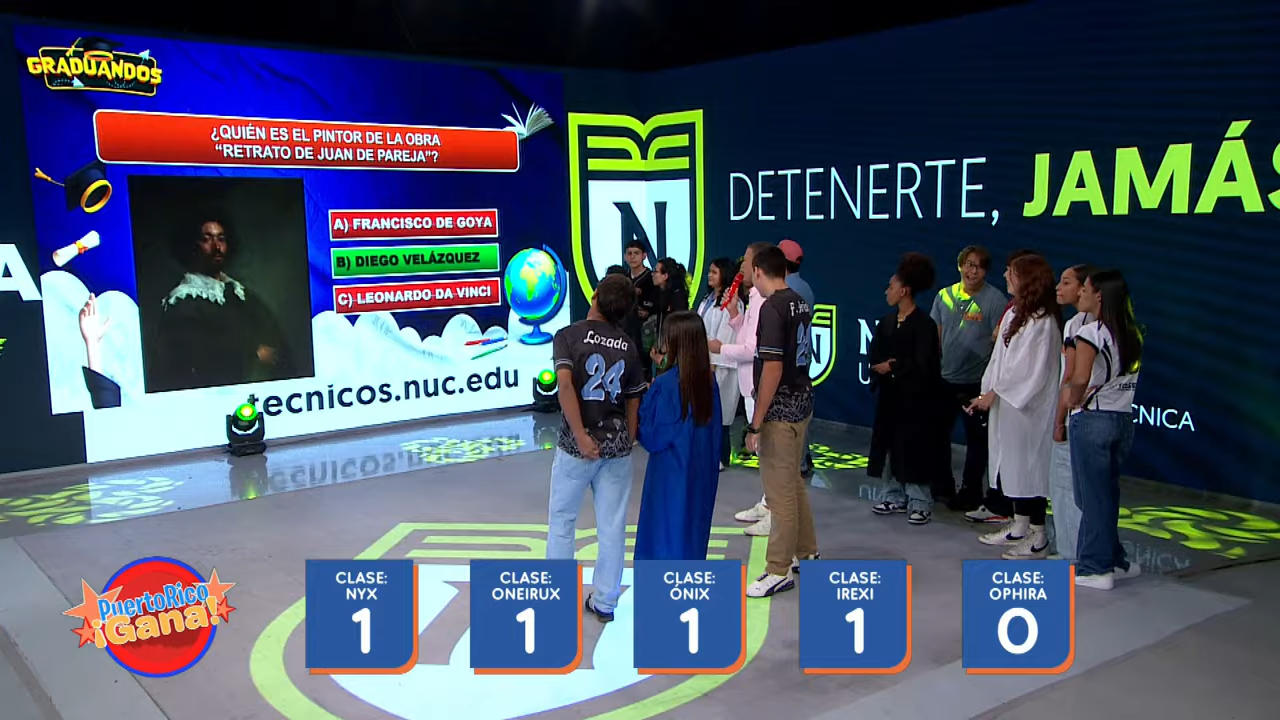 GRADUANDOS
¿QUIÉN ES EL PINTOR DE LA OBRA
“RETRATO DE JUAN DE PAREJA”?
A) FRANCISCO DE GOYA
B) DIEGO VELÁZQUEZ
C) LEONARDO DA VINCI
tecnicos.nuc.edu
A
N
DETENERTE, JAMÁS
N
N
U
CNICA
Lozada
24
PuertoRico
¡Gana!
CLASE:
NYX
1
CLASE:
ONEIRUX
1
CLASE:
ÓNIX
1
CLASE:
IREXI
1
CLASE:
OPHIRA
0